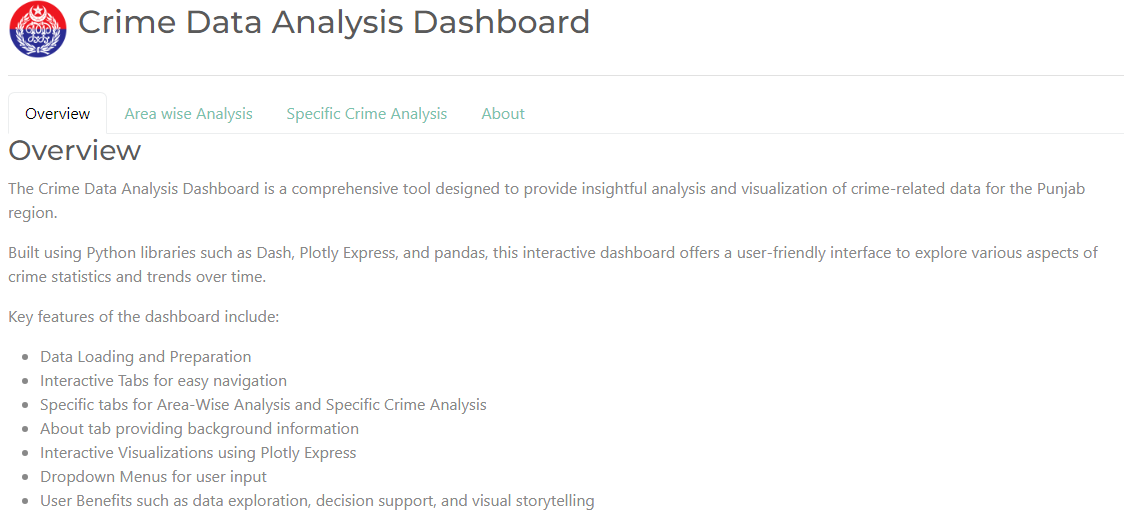 Crime Data Analysis Dashboard
Overview
Area wise Analysis
Specific Crime Analysis
About
Overview
The Crime Data Analysis Dashboard is a comprehensive tool designed to provide insightful analysis and visualization of crime-related data for the Punjab
region.
Built using Python libraries such as Dash, Plotly Express, and pandas, this interactive dashboard offers a user-friendly interface to explore various aspects of
crime statistics and trends over time.
Key features of the dashboard include:
• Data Loading and Preparation
• Interactive Tabs for easy navigation
• Specific tabs for Area-Wise Analysis and Specific Crime Analysis
• About tab providing background information
• Interactive Visualizations using Plotly Express
• Dropdown Menus for user input
• User Benefits such as data exploration, decision support, and visual storytelling